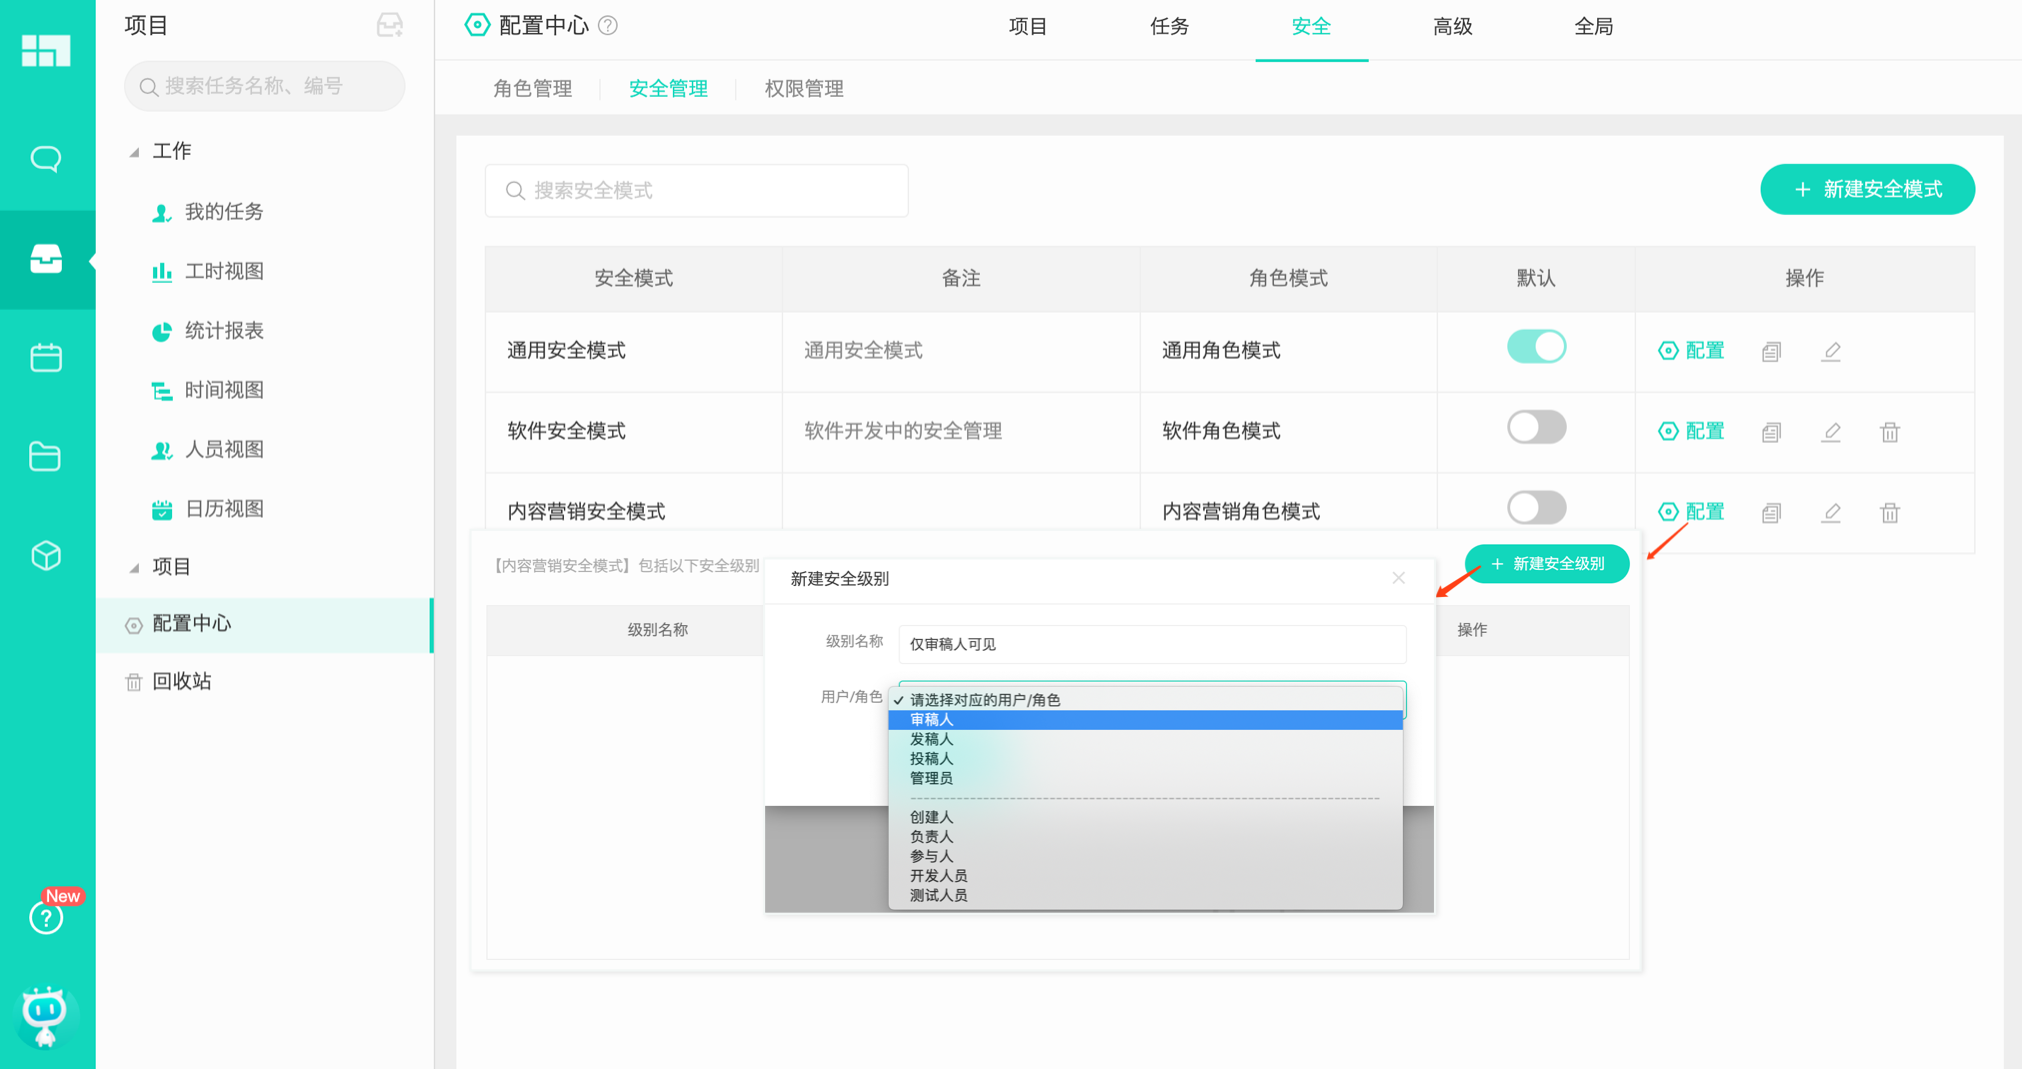 项目
搜索任务名称、编号
工作
我的任务
工时视图
统计报表
时间视图
人员视图
日历视图
项目
配置中心
回收站
New
?
配置中心 ?
项目 任务 安全 高级 全局
角色管理 安全管理 权限管理
搜索安全模式
+ 新建安全模式
安全模式 备注 角色模式 默认 操作
通用安全模式 通用安全模式 通用角色模式 配置
软件安全模式 软件开发中的安全管理 软件角色模式 配置
内容营销安全模式 内容营销角色模式 配置
【内容营销安全模式】包括以下安全级别
+ 新建安全级别
级别名称 操作
新建安全级别
级别名称 仅审稿人可见
用户/角色
✓ 请选择对应的用户/角色
审稿人
发稿人
投稿人
管理员
创建人
负责人
参与人
开发人员
测试人员